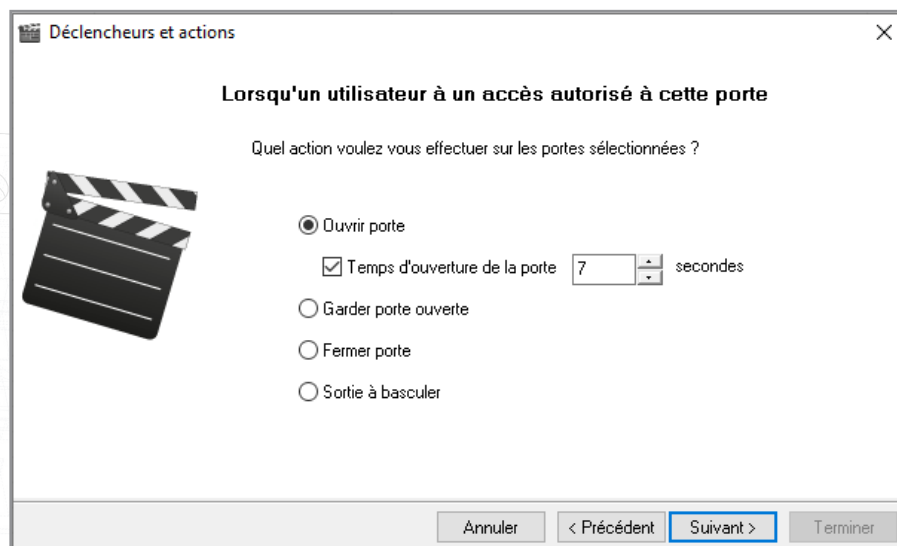 Déclencheurs et actions
Lorsqu'un utilisateur à un accès autorisé à cette porte
Quel action voulez vous effectuer sur les portes sélectionnées ?
Ouvrir porte
Temps d'ouverture de la porte 7 secondes
Garder porte ouverte
Fermer porte
Sortie à basculer
Annuler < Précédent Suivant > Terminer